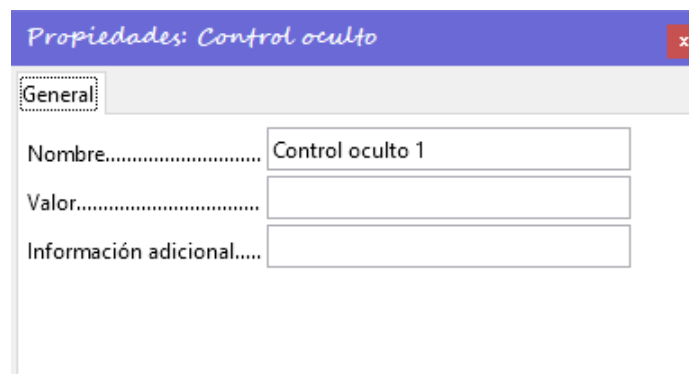 Propiedades: Control oculto
x
General
Nombre............................. Control oculto 1
Valor..................................
Información adicional.....